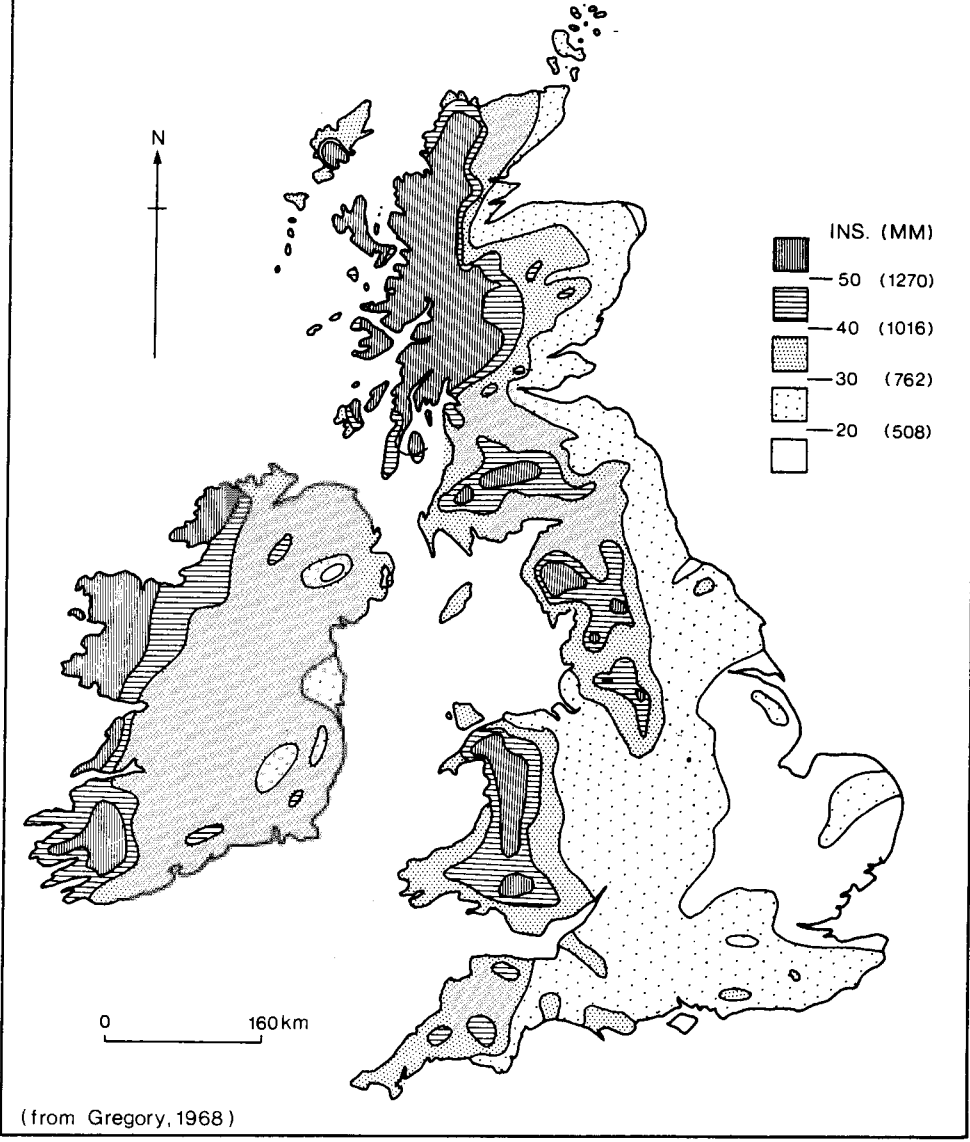 N
INS. (MM)
50 (1270)
40 (1016)
30 (762)
20 (508)
0 160km
(from Gregory, 1968)